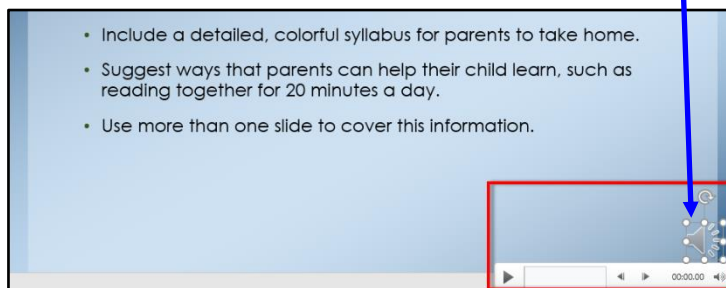 • Include a detailed, colorful syllabus for parents to take home.
• Suggest ways that parents can help their child learn, such as
reading together for 20 minutes a day.
• Use more than one slide to cover this information.
00:00.00